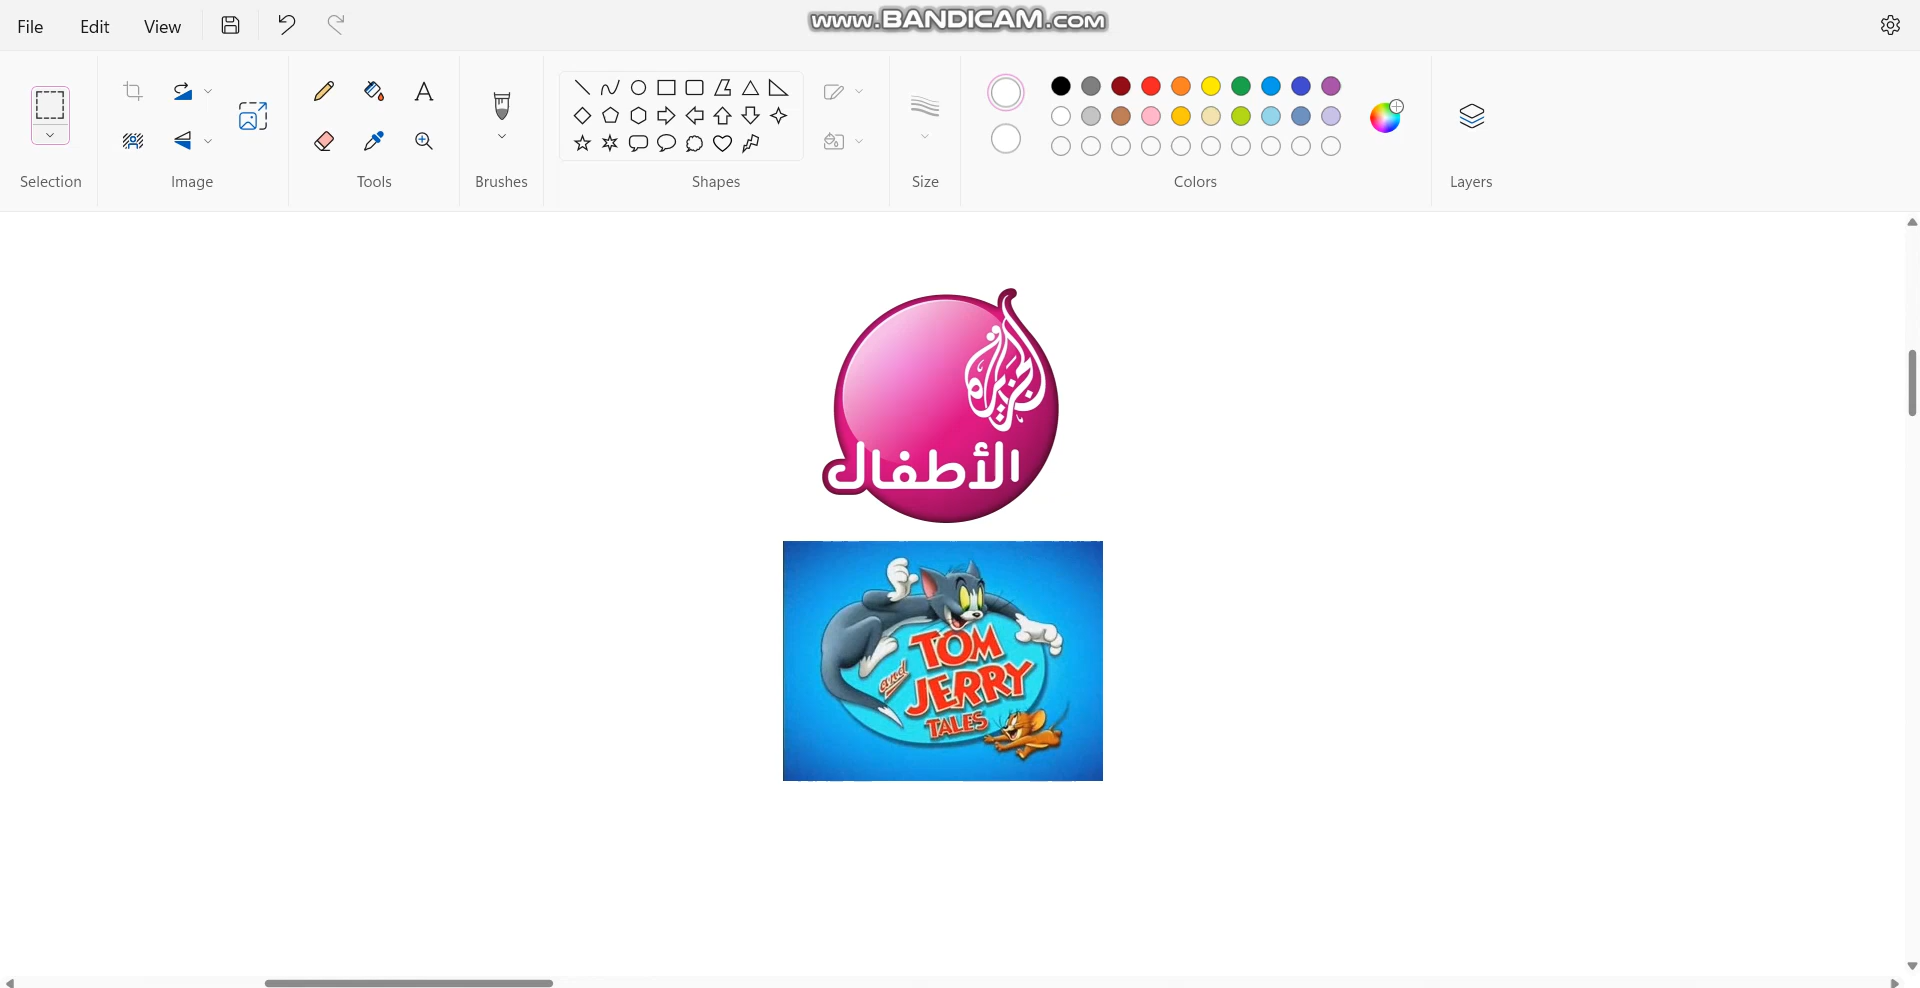 File Edit View
www.BANDICAM.com
Selection Image Tools Brushes Shapes Size Colors Layers
الجزيرة
الأطفال
TOM
and JERRY
TALES